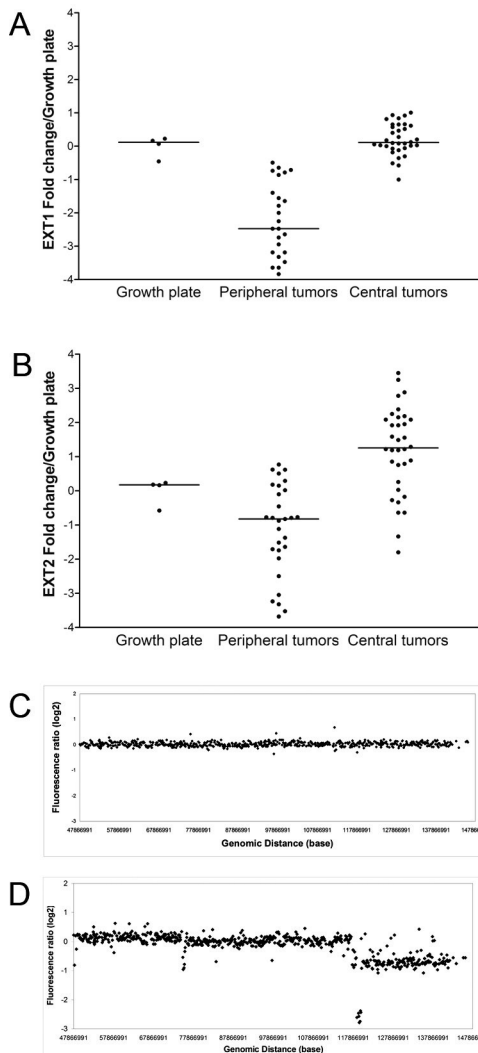 A
EXT1 Fold change/Growth plate
4
3
2
1
0
-1
-2
-3
-4
Growth plate Peripheral tumors Central tumors
B
EXT2 Fold change/Growth plate
4
3
2
1
0
-1
-2
-3
-4
Growth plate Peripheral tumors Central tumors
C
Fluorescence ratio (log2)
2
1
0
-1
-2
-3
47866991 57866991 67866991 77866991 87866991 97866991 107866991 117866991 127866991 137866991 147866
Genomic Distance (base)
D
Fluorescence ratio (log2)
2
1
0
-1
-2
-3
47866991 57866991 67866991 77866991 87866991 97866991 107866991 117866991 127866991 137866991 147866
Genomic Distance (base)